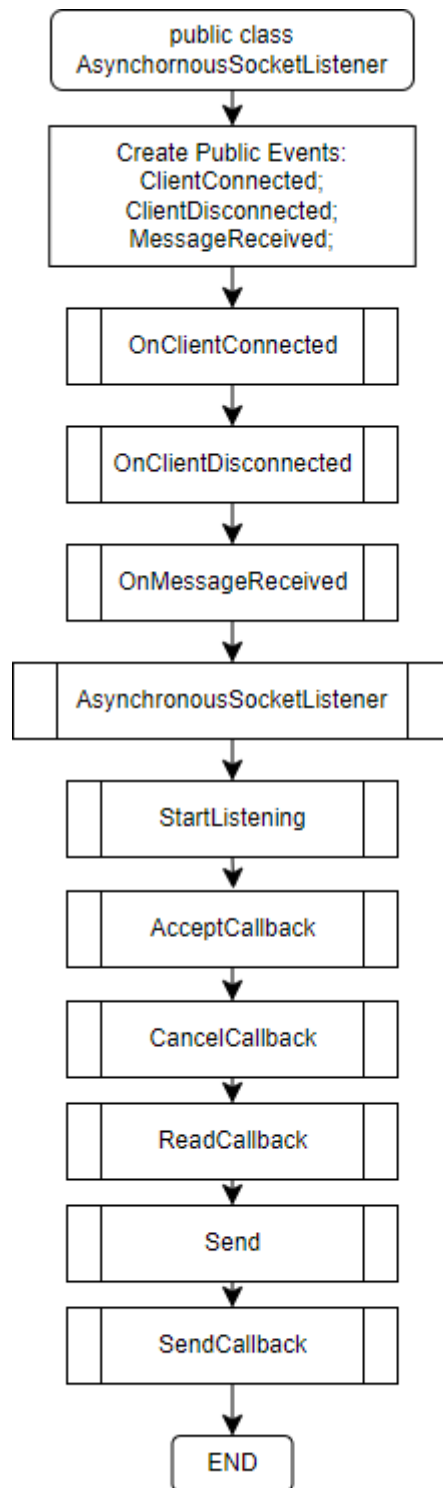 public class
AsynchornousSocketListener
Create Public Events:
ClientConnected;
ClientDisconnected;
MessageReceived;
OnClientConnected
OnClientDisconnected
OnMessageReceived
AsynchronousSocketListener
StartListening
AcceptCallback
CancelCallback
ReadCallback
Send
SendCallback
END